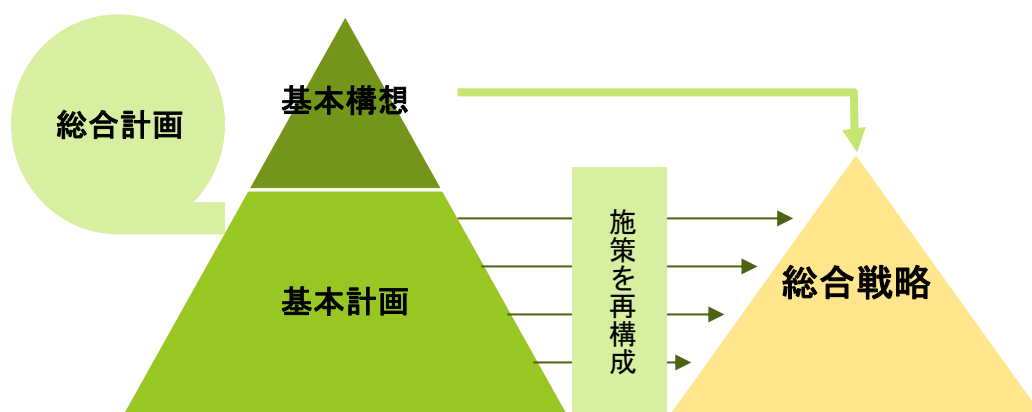 総合計画
基本構想
基本計画
施策を再構成
総合戦略